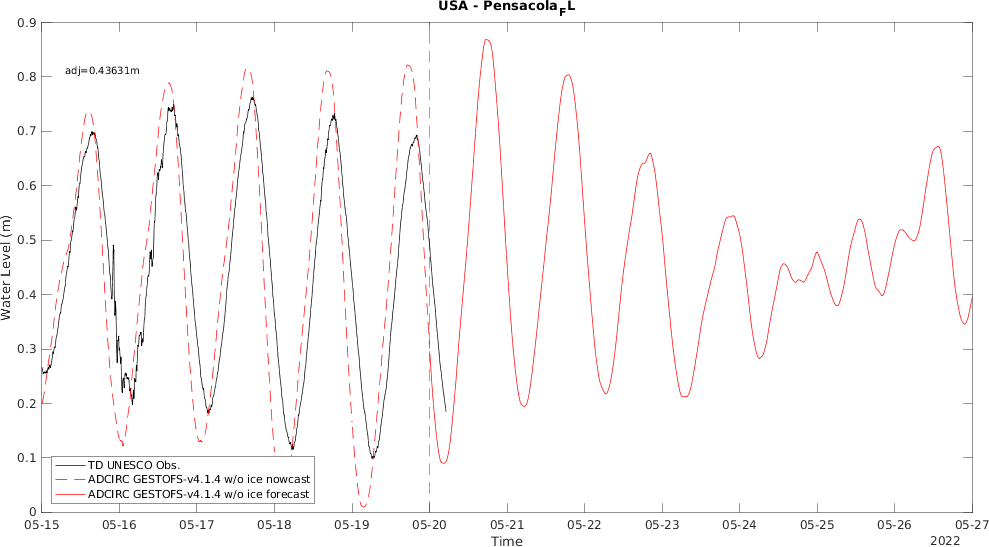 USA - Pensacola_FL
0.9
0.8
0.7
0.6
0.5
0.4
0.3
0.2
0.1
0
Water Level (m)
adj=0.43631m
TD UNESCO Obs.
ADCIRC GESTOFS-v4.1.4 w/o ice nowcast
ADCIRC GESTOFS-v4.1.4 w/o ice forecast
05-15 05-16 05-17 05-18 05-19 05-20 05-21 05-22 05-23 05-24 05-25 05-26 05-27
Time
2022